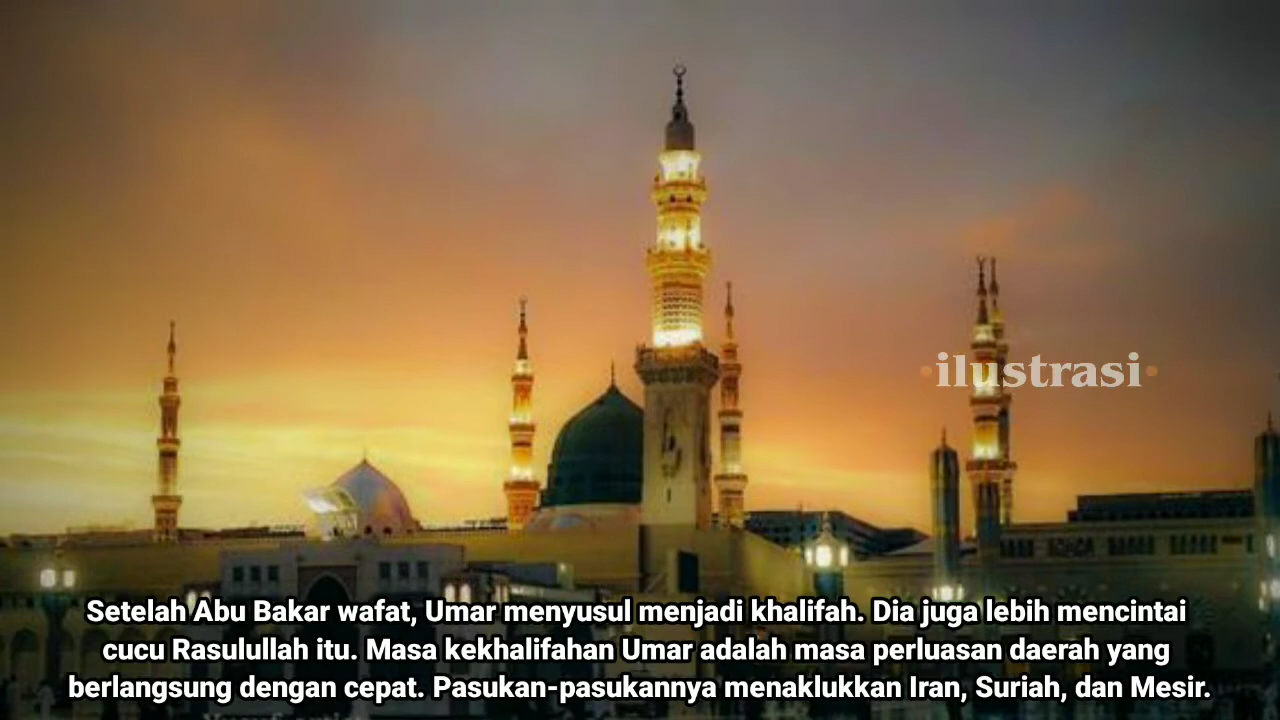 ilustrasi
Setelah Abu Bakar wafat, Umar menyusul menjadi khalifah. Dia juga lebih mencintai
cucu Rasulullah itu. Masa kekhalifahan Umar adalah masa perluasan daerah yang
berlangsung dengan cepat. Pasukan-pasukannya menaklukkan Iran, Suriah, dan Mesir.